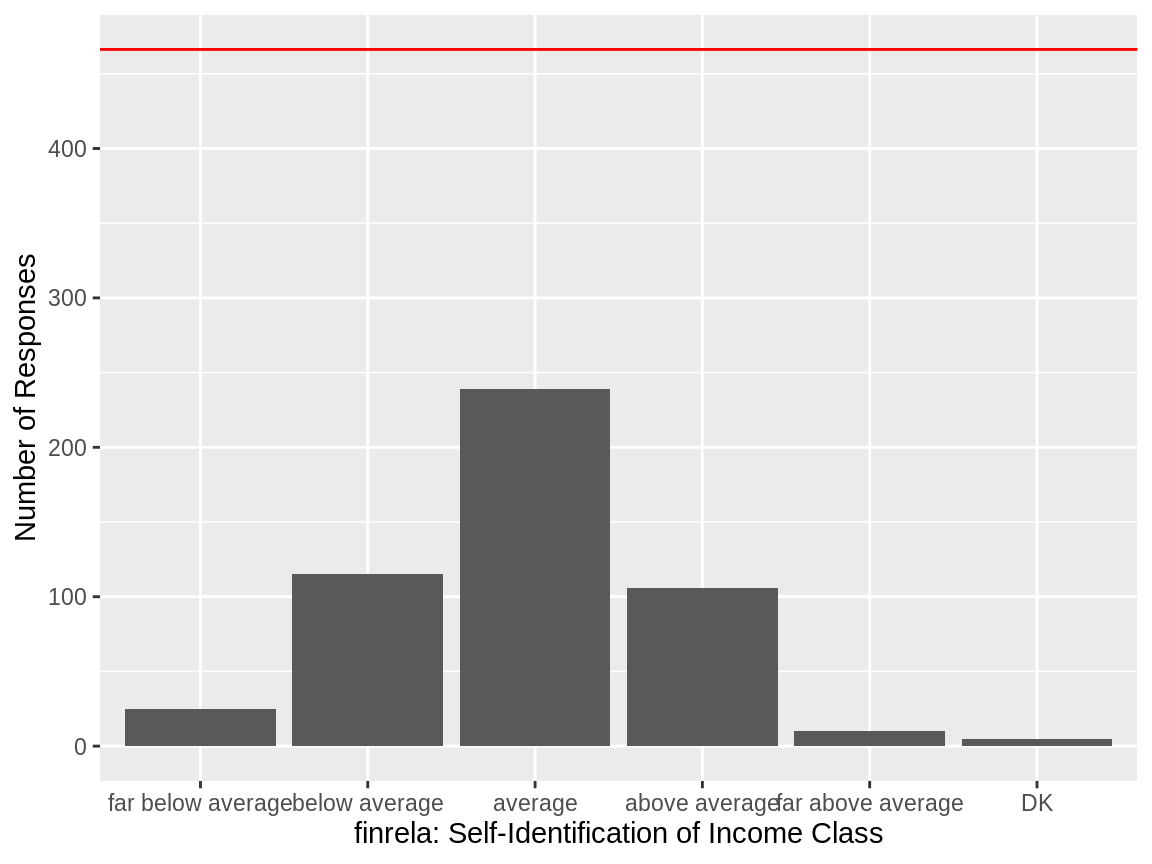 Number of Responses
400
300
200
100
0
far below average below average average above average far above average DK
finrela: Self-Identification of Income Class